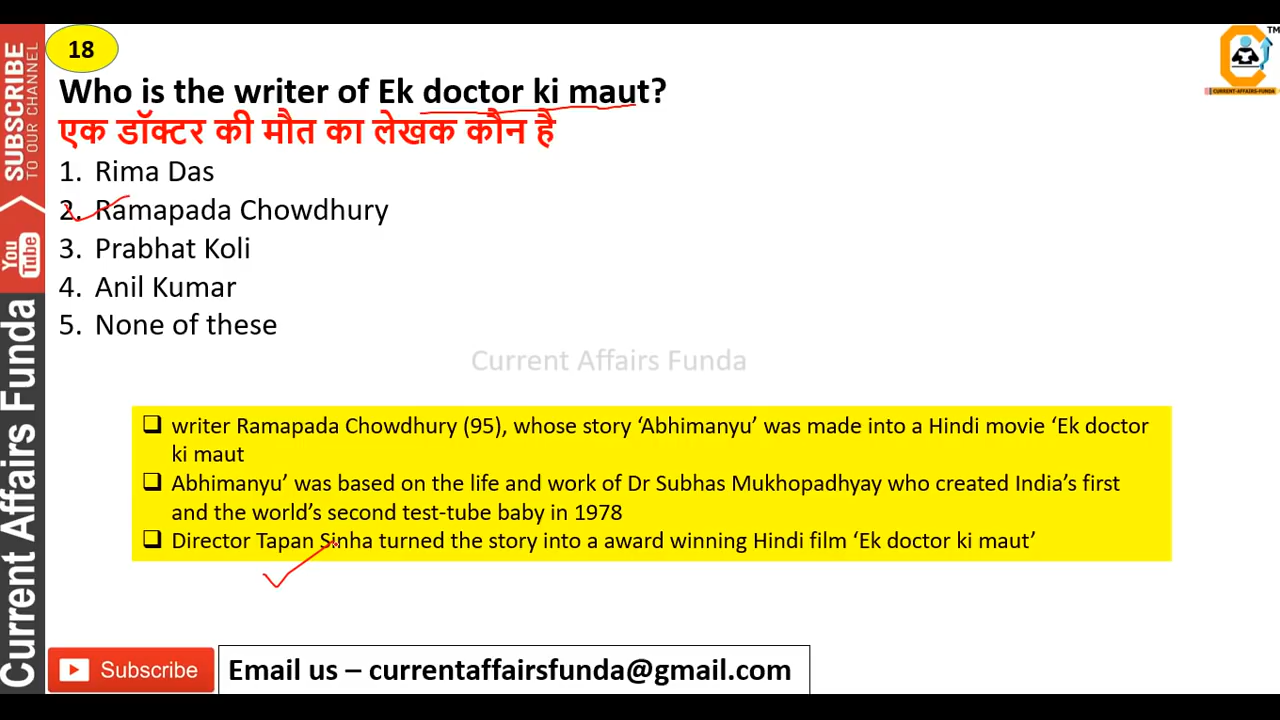 18
Who is the writer of Ek doctor ki maut?
एक डॉक्टर की मौत का लेखक कौन है
1. Rima Das
2. Ramapada Chowdhury
3. Prabhat Koli
4. Anil Kumar
5. None of these
Current Affairs Funda
writer Ramapada Chowdhury (95), whose story ‘Abhimanyu’ was made into a Hindi movie ‘Ek doctor
ki maut
Abhimanyu’ was based on the life and work of Dr Subhas Mukhopadhyay who created India’s first
and the world’s second test-tube baby in 1978
Director Tapan Sinha turned the story into a award winning Hindi film ‘Ek doctor ki maut’
Subscribe
Email us – currentaffairsfunda@gmail.com
SUBSCRIBE
TO OUR CHANNEL
You
Tube
Current Affairs Funda
TM
CURRENT-AFFAIRS-FUNDA